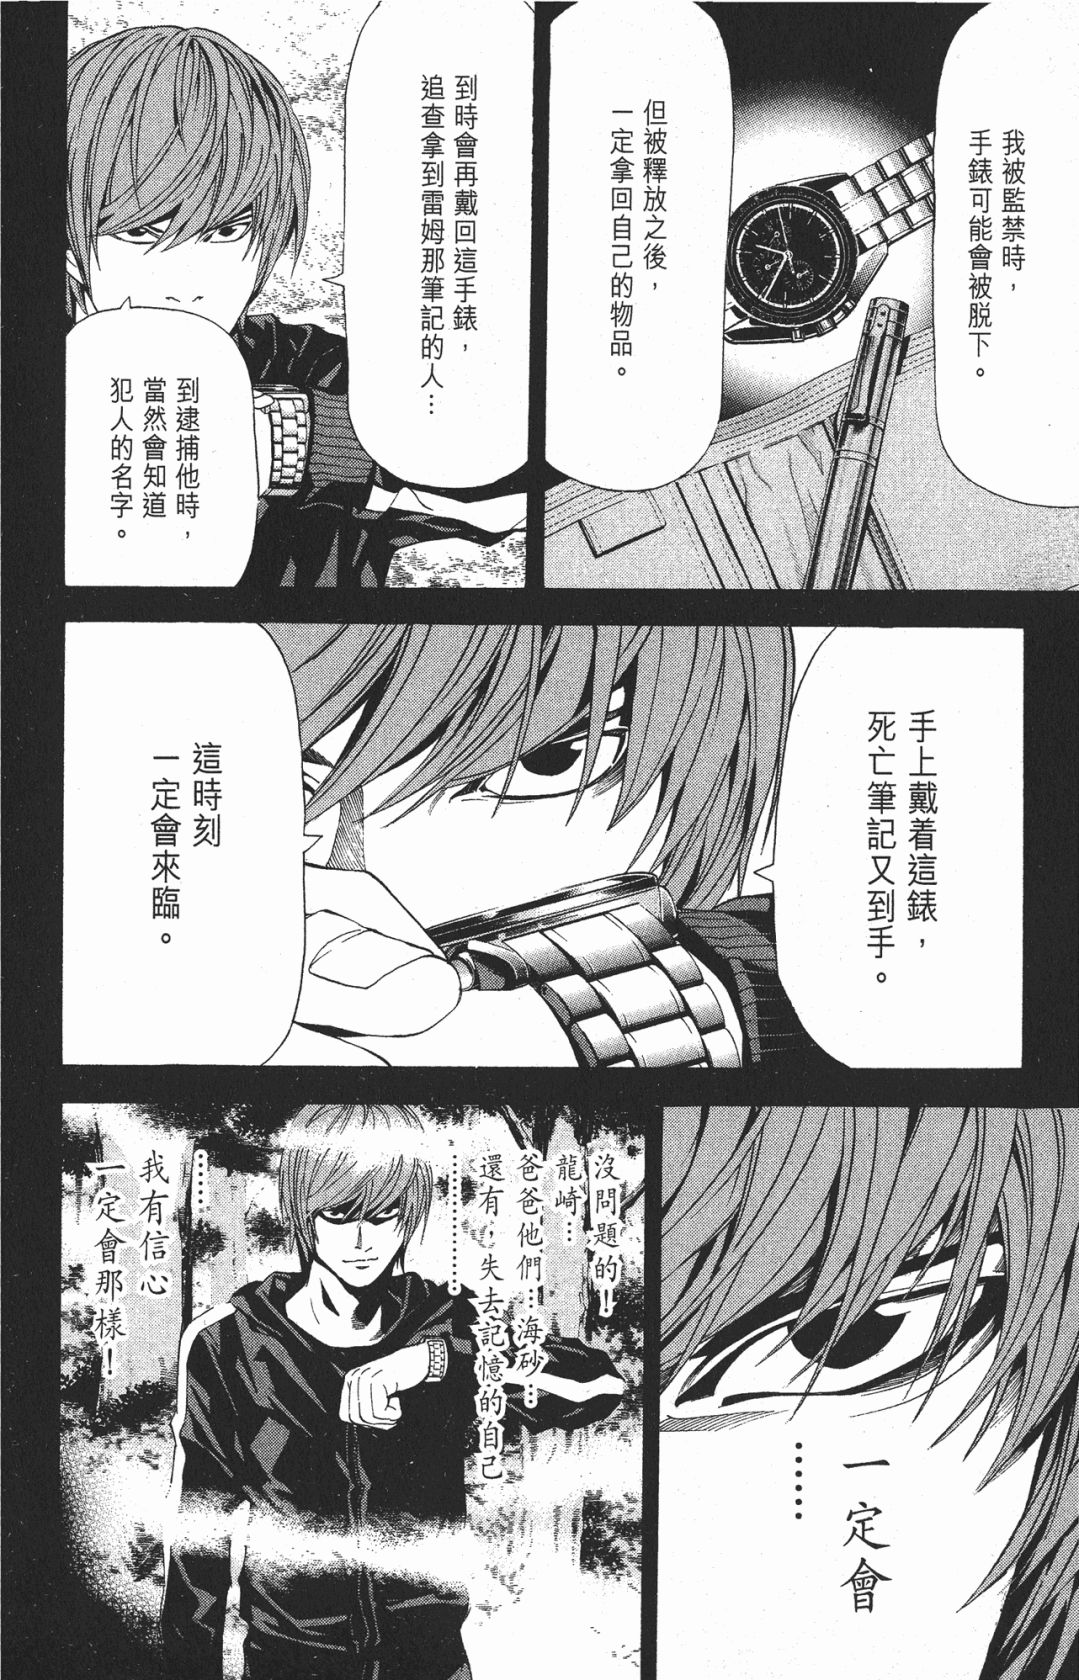 我被監禁時，
手錶可能會被脱下。
但被釋放之後，
一定拿回自己的物品。
到時會再戴回這手錶，
追查拿到雷姆那筆記的人…
到逮捕他時，
當然會知道
犯人的名字。
手上戴着這錶，
死亡筆記又到手。
這時刻
一定會來臨。
一定會
……
沒問題的！
龍崎…
爸爸他們…海砂…
還有，失去記憶的自己
…………
……
我有信心
一定會那樣！